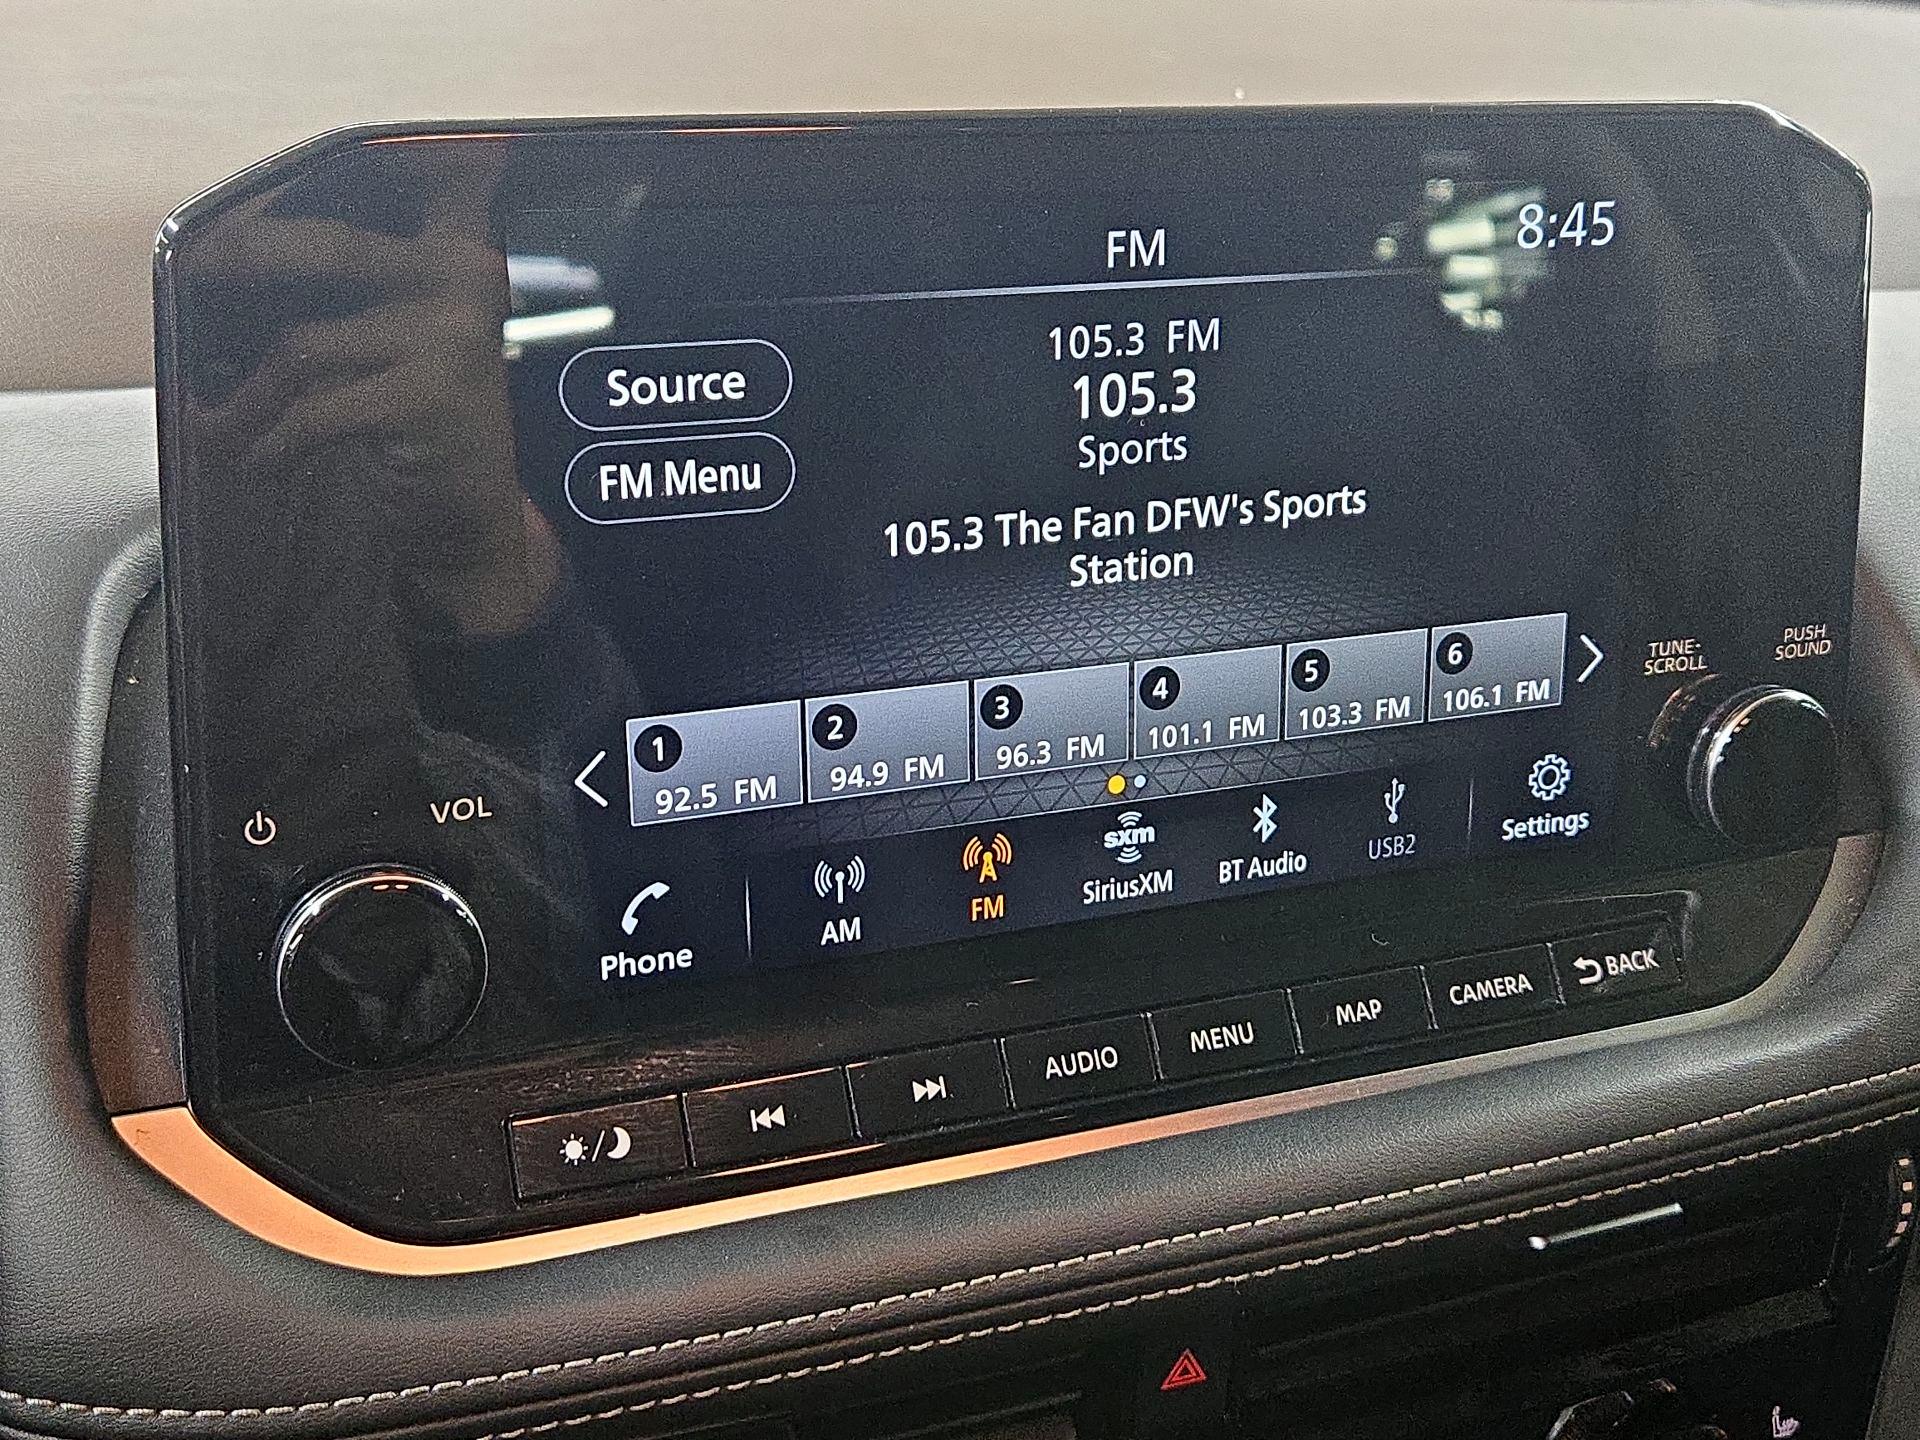 FM
8:45
Source
FM Menu
105.3 FM
105.3
Sports
105.3 The Fan DFW's Sports
Station
1
92.5 FM
2
94.9 FM
3
96.3 FM
4
101.1 FM
5
103.3 FM
6
106.1 FM
TUNE-
SCROLL
PUSH
SOUND
VOL
Phone
AM
FM
sxm
SiriusXM
BT Audio
USB2
Settings
AUDIO
MENU
MAP
CAMERA
BACK